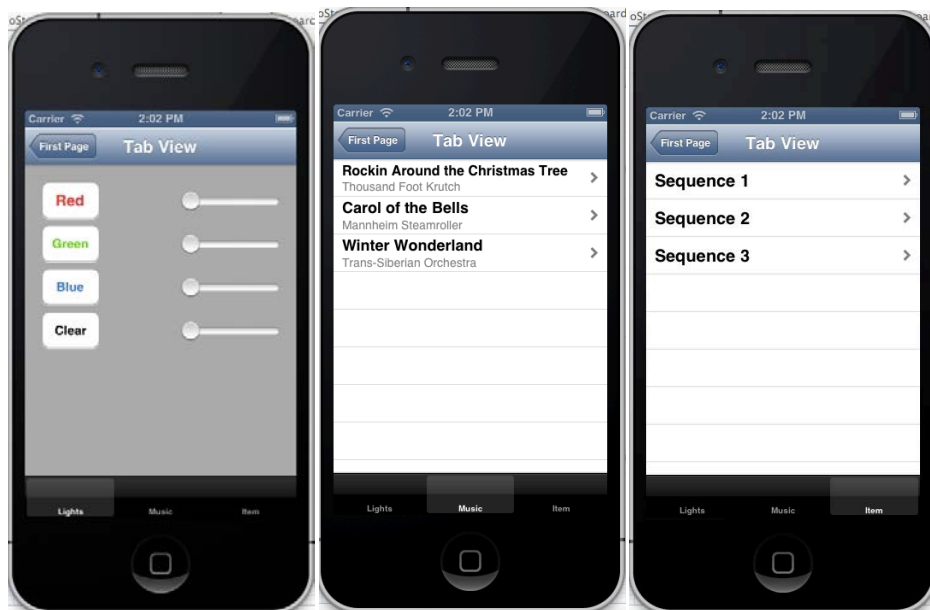 Carrier 2:02 PM
First Page Tab View
Red
Green
Blue
Clear
Lights Music Item
Carrier 2:02 PM
First Page Tab View
Rockin Around the Christmas Tree
Thousand Foot Krutch
Carol of the Bells
Mannheim Steamroller
Winter Wonderland
Trans-Siberian Orchestra
Lights Music Item
Carrier 2:02 PM
First Page Tab View
Sequence 1
Sequence 2
Sequence 3
Lights Music Item